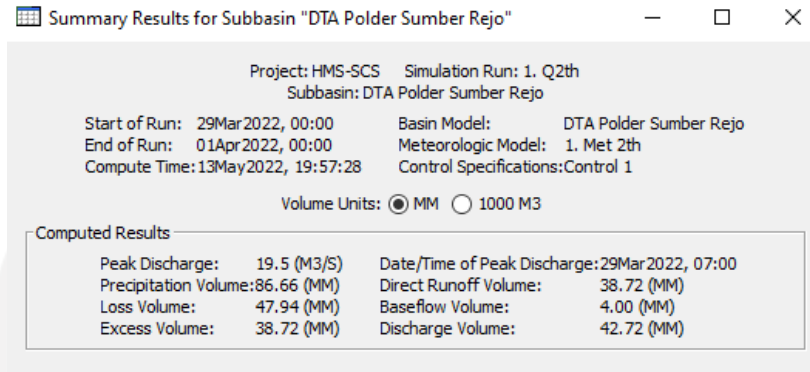 Summary Results for Subbasin "DTA Polder Sumber Rejo"
Project: HMS-SCS Simulation Run: 1. Q2th
Subbasin: DTA Polder Sumber Rejo
Start of Run: 29Mar2022, 00:00 Basin Model: DTA Polder Sumber Rejo
End of Run: 01Apr2022, 00:00 Meteorologic Model: 1. Met 2th
Compute Time:13May2022, 19:57:28 Control Specifications:Control 1
Volume Units: MM 1000 M3
Computed Results
Peak Discharge: 19.5 (M3/S) Date/Time of Peak Discharge:29Mar2022, 07:00
Precipitation Volume:86.66 (MM) Direct Runoff Volume: 38.72 (MM)
Loss Volume: 47.94 (MM) Baseflow Volume: 4.00 (MM)
Excess Volume: 38.72 (MM) Discharge Volume: 42.72 (MM)